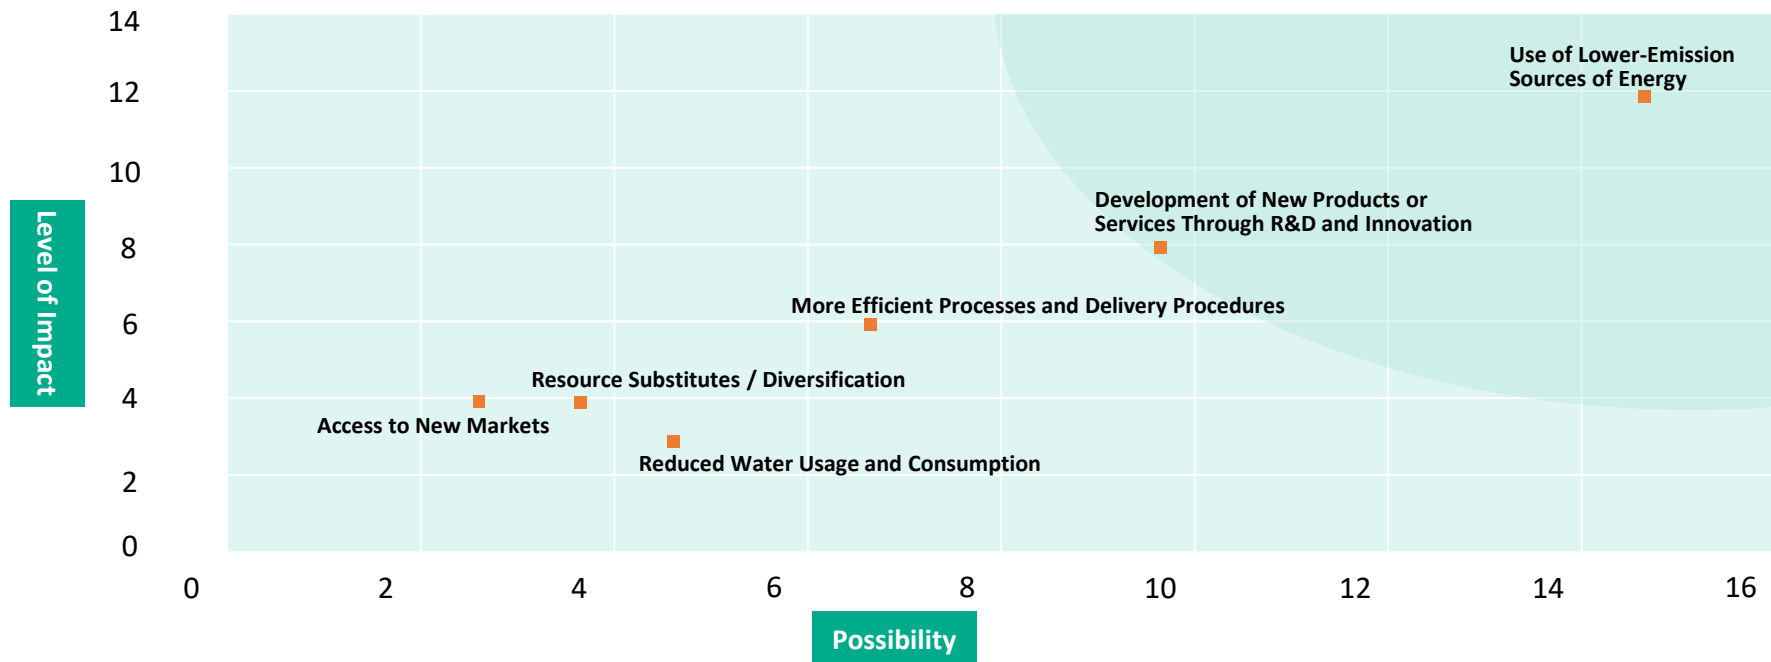 14
12
10
8
6
4
2
0
Level of Impact
Use of Lower-Emission
Sources of Energy
Development of New Products or
Services Through R&D and Innovation
More Efficient Processes and Delivery Procedures
Resource Substitutes / Diversification
Access to New Markets
Reduced Water Usage and Consumption
0 2 4 6 8 10 12 14 16
Possibility